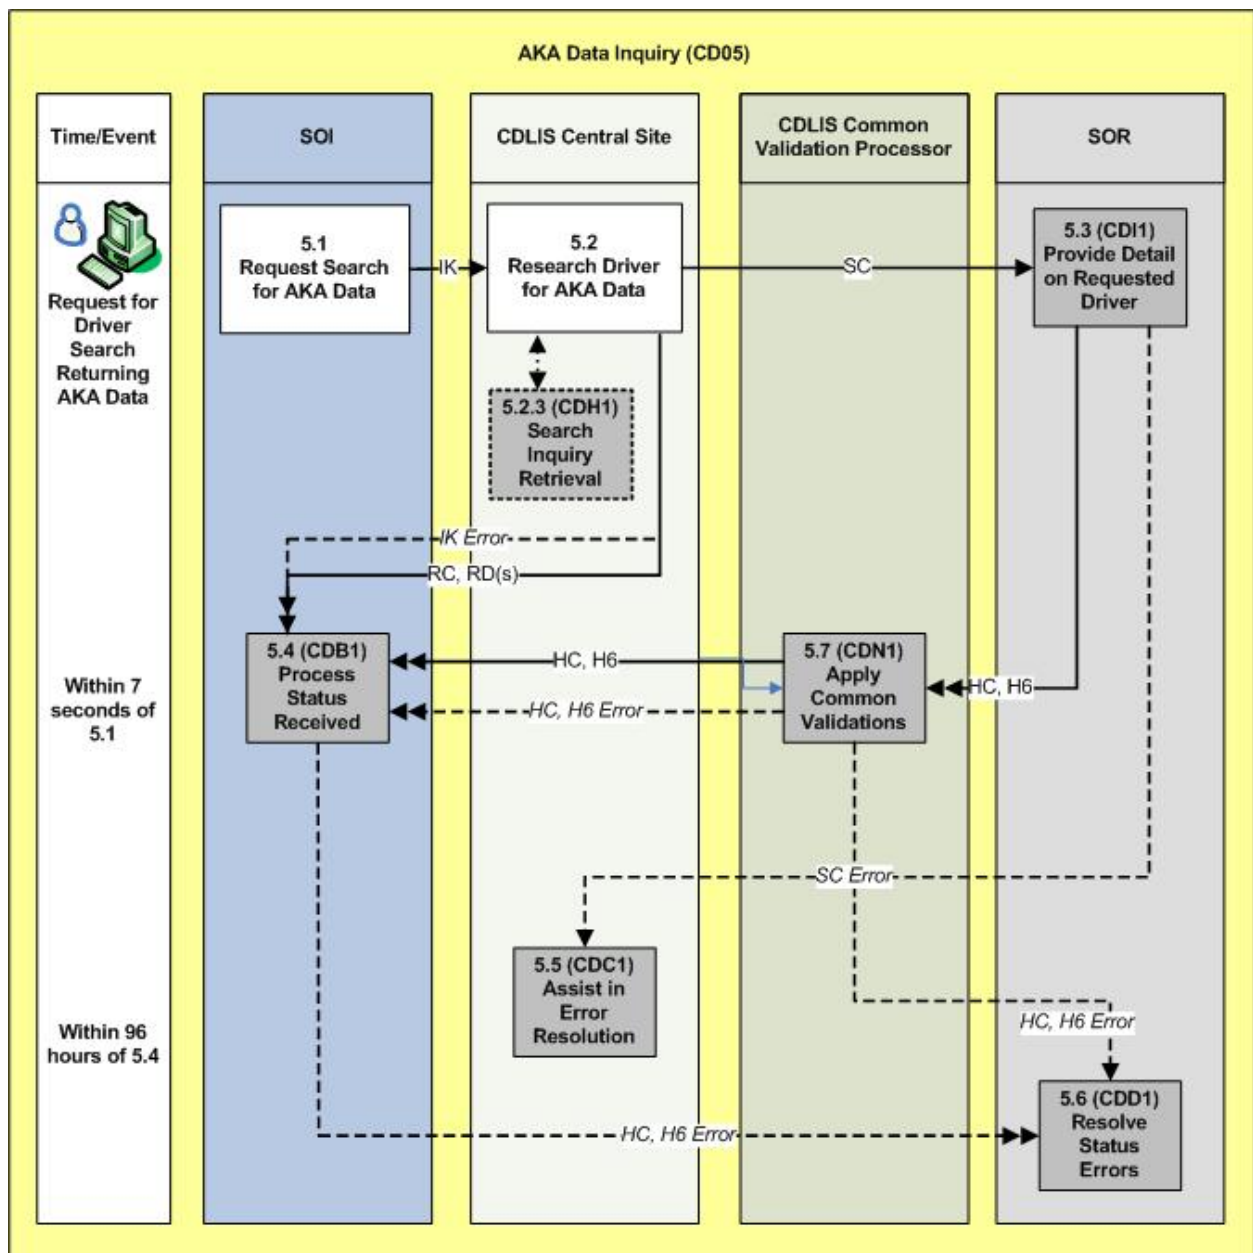 AKA Data Inquiry (CD05)
Time/Event
SOI
CDLIS Central Site
CDLIS Common
Validation Processor
SOR
Request for
Driver
Search
Returning
AKA Data
5.1
Request Search
for AKA Data
IK
5.2
Research Driver
for AKA Data
SC
5.3 (CDI1)
Provide Detail
on Requested
Driver
5.2.3 (CDH1)
Search
Inquiry
Retrieval
IK Error
RC, RD(s)
Within 7
seconds of
5.1
5.4 (CDB1)
Process
Status
Received
HC, H6
HC, H6 Error
5.7 (CDN1)
Apply
Common
Validations
HC, H6
SC Error
5.5 (CDC1)
Assist in
Error
Resolution
Within 96
hours of 5.4
HC, H6 Error
5.6 (CDD1)
Resolve
Status
Errors
HC, H6 Error